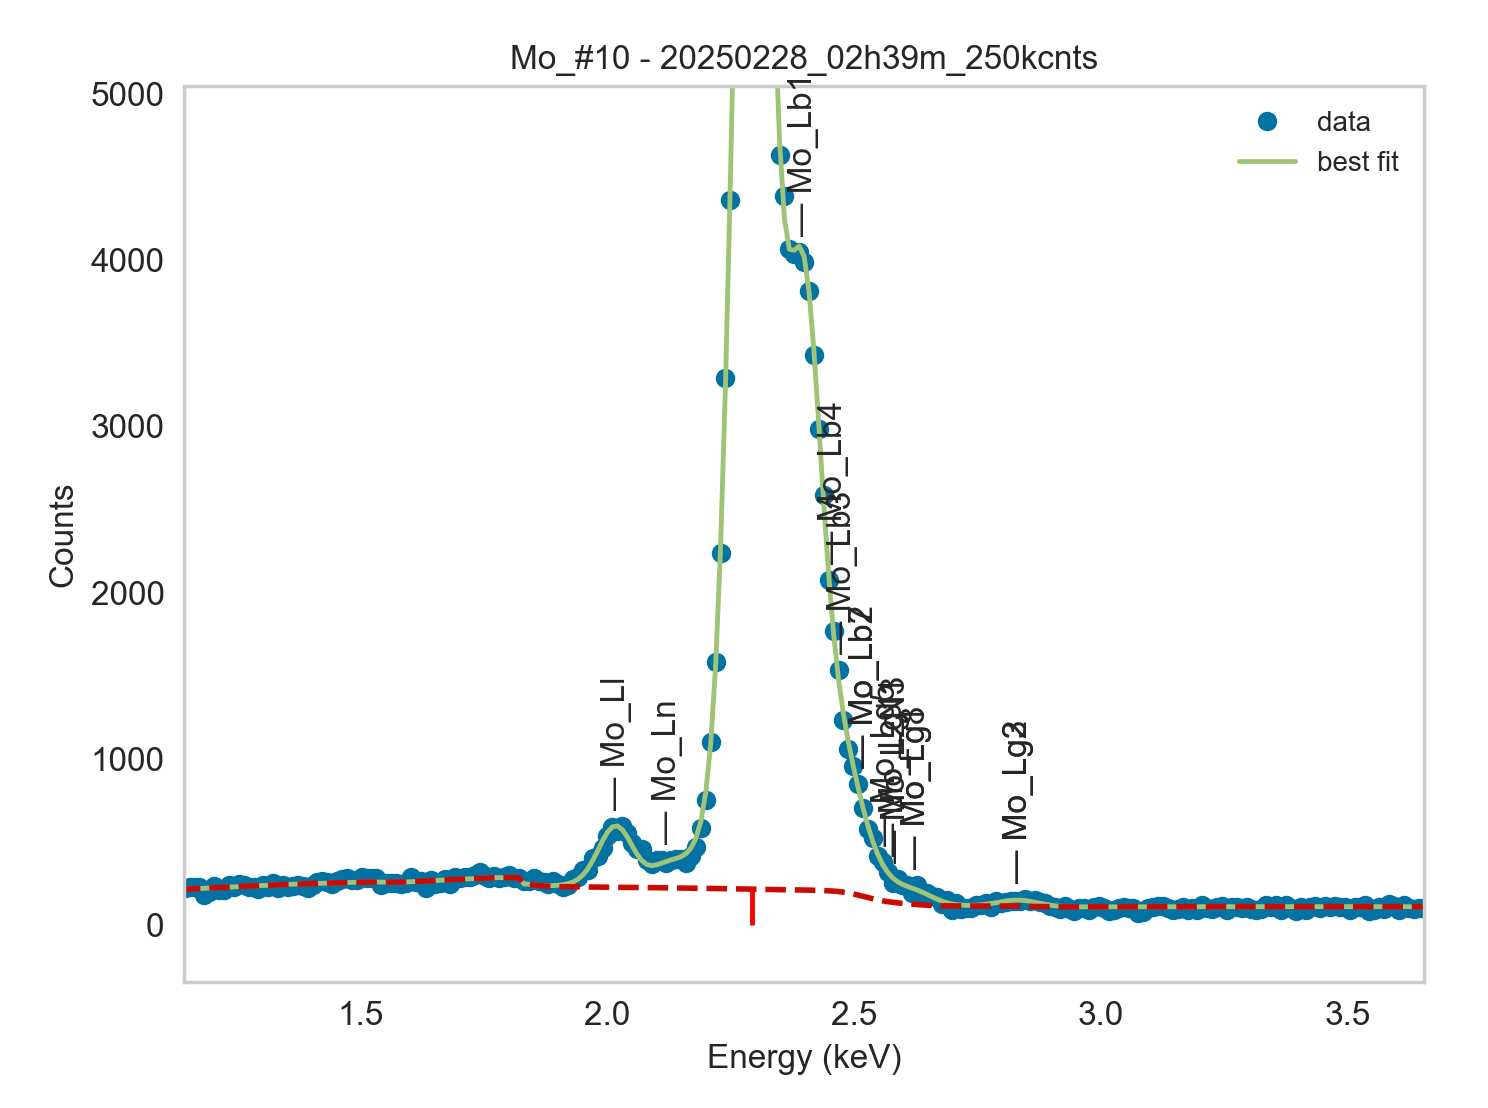 Mo_#10 - 20250228_02h39m_250kcnts
5000
4000
3000
2000
1000
0
Counts
1.5
2.0
2.5
3.0
3.5
Energy (keV)
data
best fit
Mo_Ll
Mo_Ln
Mo_Lb1
Mo_Lb4
Mo_Lb3
Mo_Lb2
Mo_Lg8